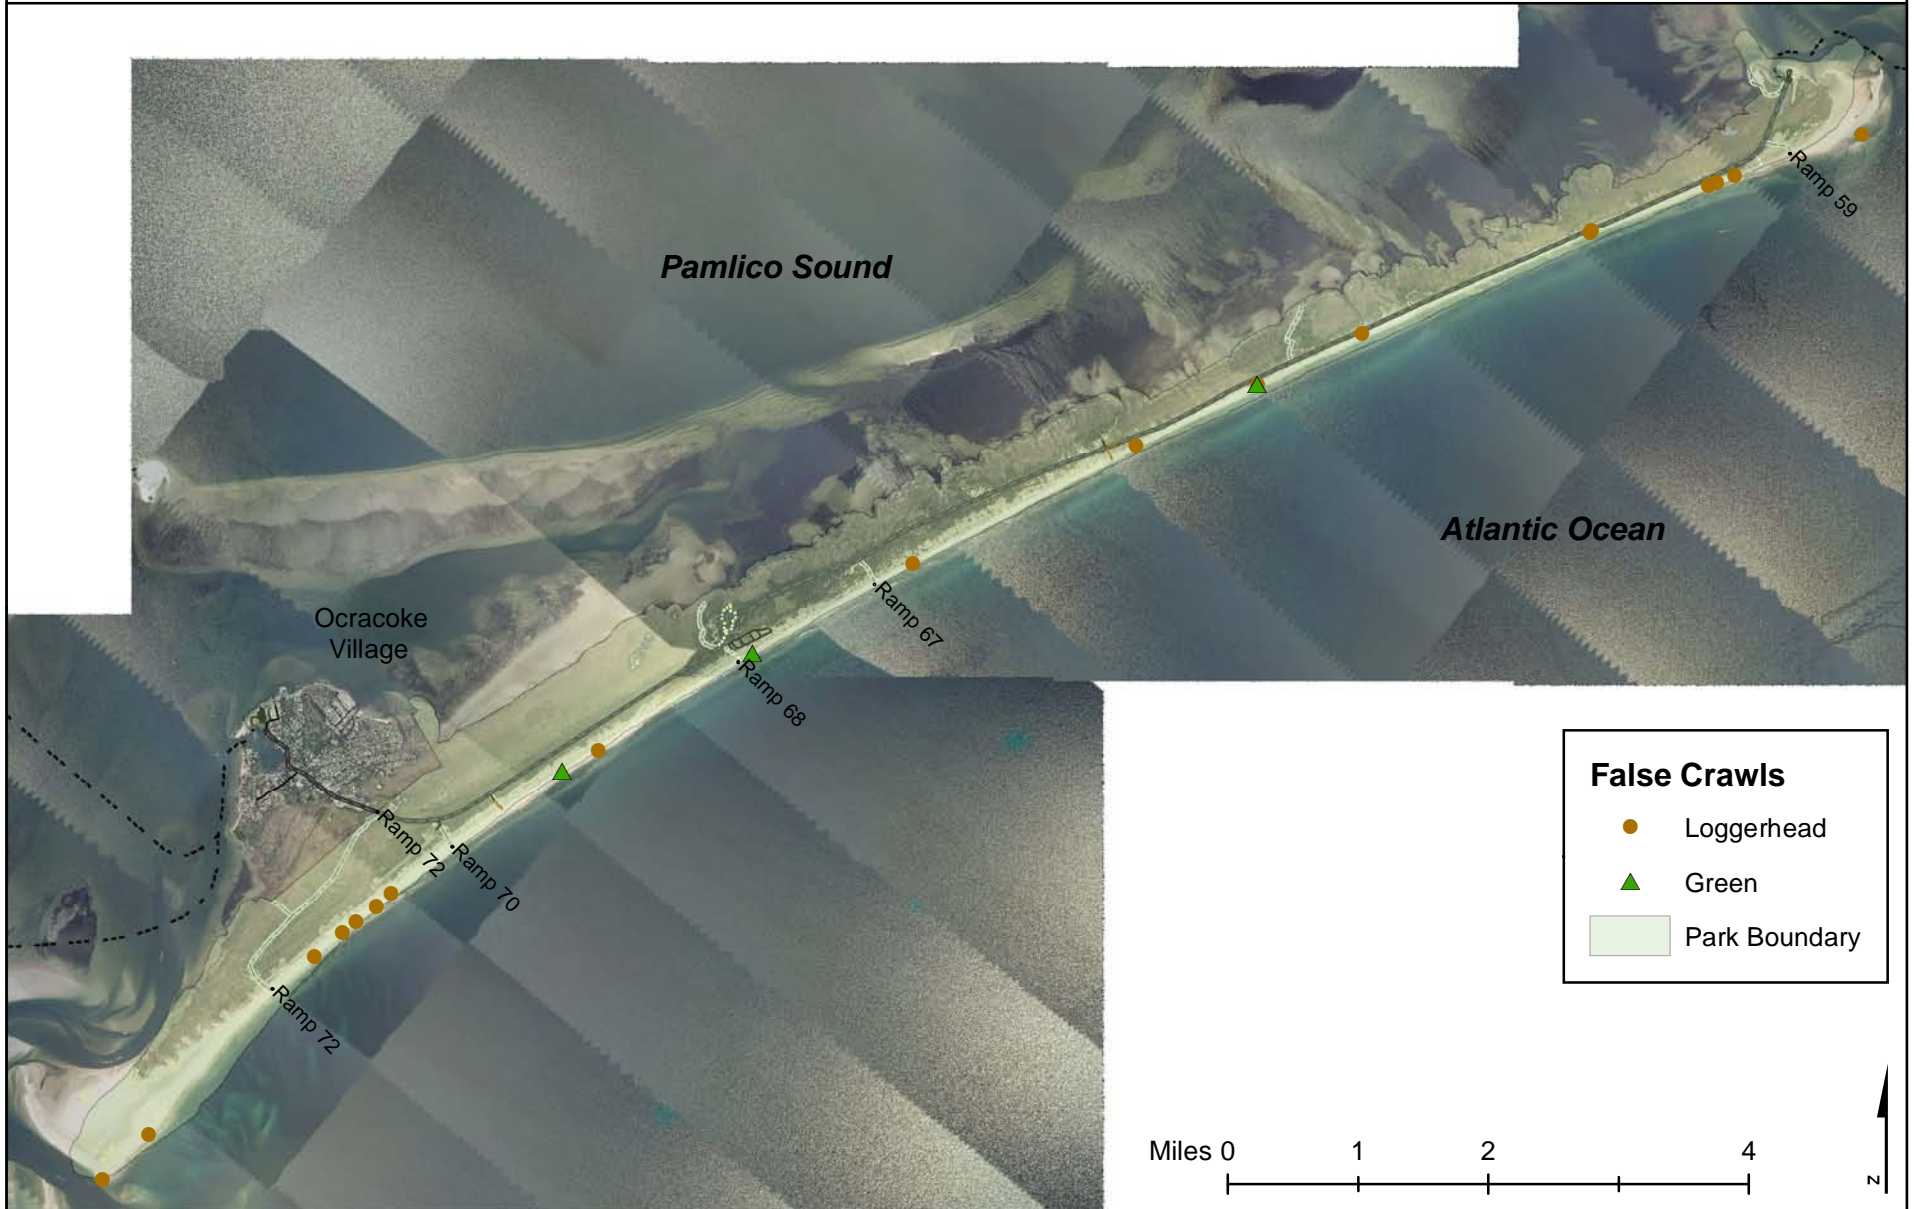 Ramp 59
Pamlico Sound
Atlantic Ocean
Ramp 67
Ocracoke
Village
Ramp 68
Ramp 72
Ramp 70
Ramp 72
False Crawls
Loggerhead
Green
Park Boundary
Miles 0 1 2 4
N